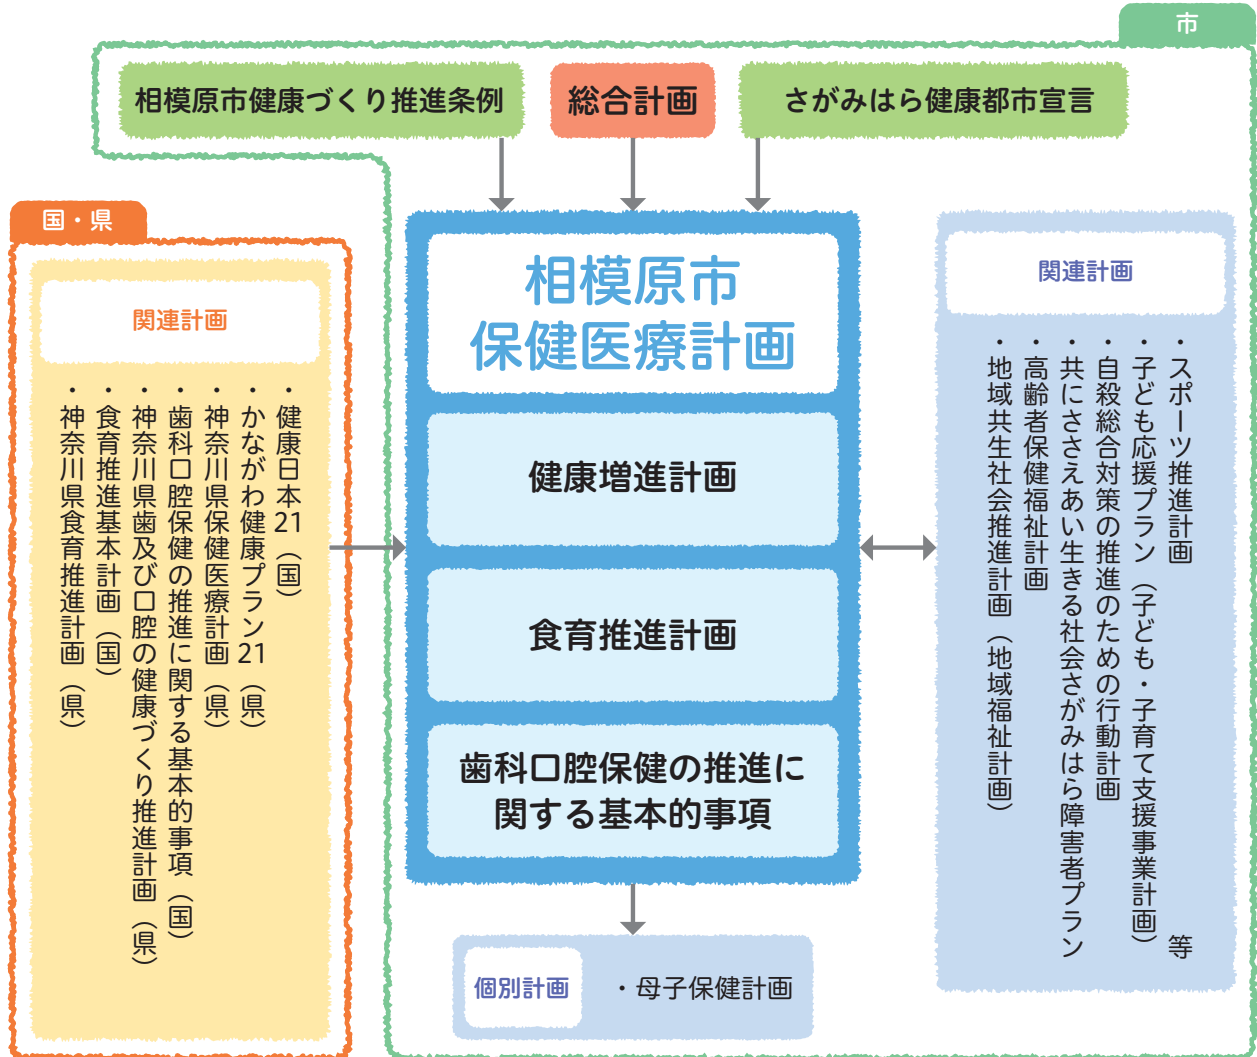 市
相模原市健康づくり推進条例
総合計画
さがみはら健康都市宣言
国・県
関連計画
・健康日本21（国）
・かながわ健康プラン21（県）
・神奈川県保健医療計画（県）
・歯科口腔保健の推進に関する基本的事項（国）
・神奈川県歯及び口腔の健康づくり推進計画（県）
・食育推進基本計画（国）
・神奈川県食育推進計画（県）
相模原市
保健医療計画
健康増進計画
食育推進計画
歯科口腔保健の推進に
関する基本的事項
個別計画
・母子保健計画
関連計画
・スポーツ推進計画 等
・子ども応援プラン（子ども・子育て支援事業計画）
・自殺総合対策の推進のための行動計画
・共にささえあい生きる社会さがみはら障害者プラン
・高齢者保健福祉計画
・地域共生社会推進計画（地域福祉計画）